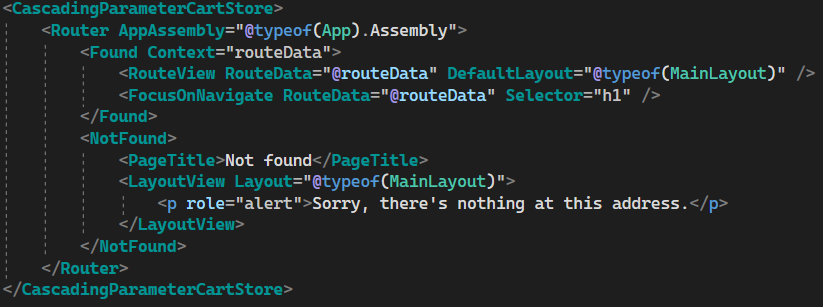 <CascadingParameterCartStore>
    <Router AppAssembly="@typeof(App).Assembly">
        <Found Context="routeData">
            <RouteView RouteData="@routeData" DefaultLayout="@typeof(MainLayout)" />
            <FocusOnNavigate RouteData="@routeData" Selector="h1" />
        </Found>
        <NotFound>
            <PageTitle>Not found</PageTitle>
            <LayoutView Layout="@typeof(MainLayout)">
                <p role="alert">Sorry, there's nothing at this address.</p>
            </LayoutView>
        </NotFound>
    </Router>
</CascadingParameterCartStore>